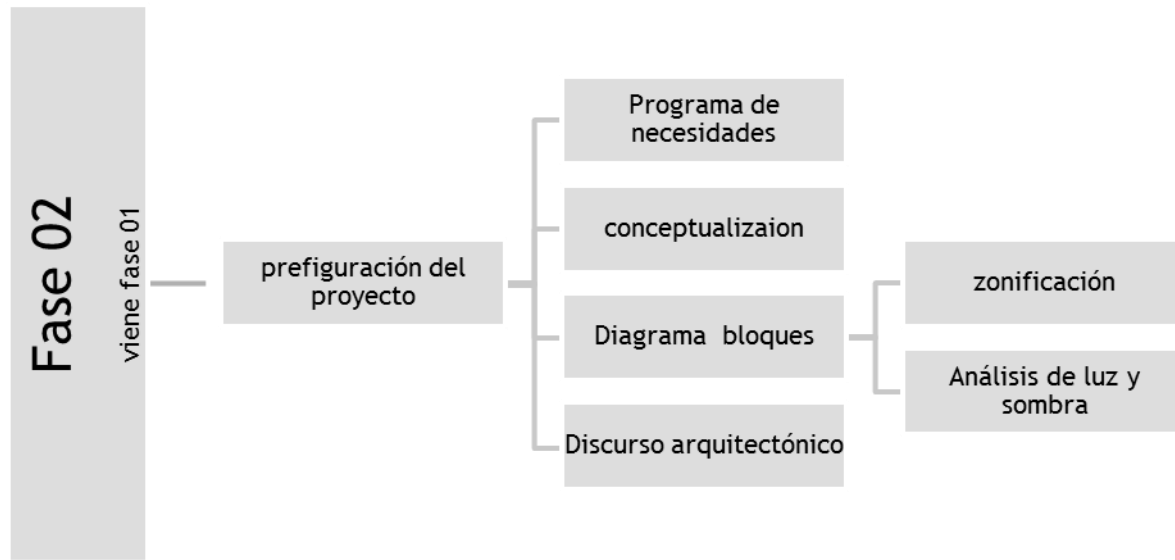 Fase 02
viene fase 01
prefiguración del
proyecto
Programa de
necesidades
conceptualizaion
Diagrama  bloques
Discurso arquitectónico
zonificación
Análisis de luz y
sombra